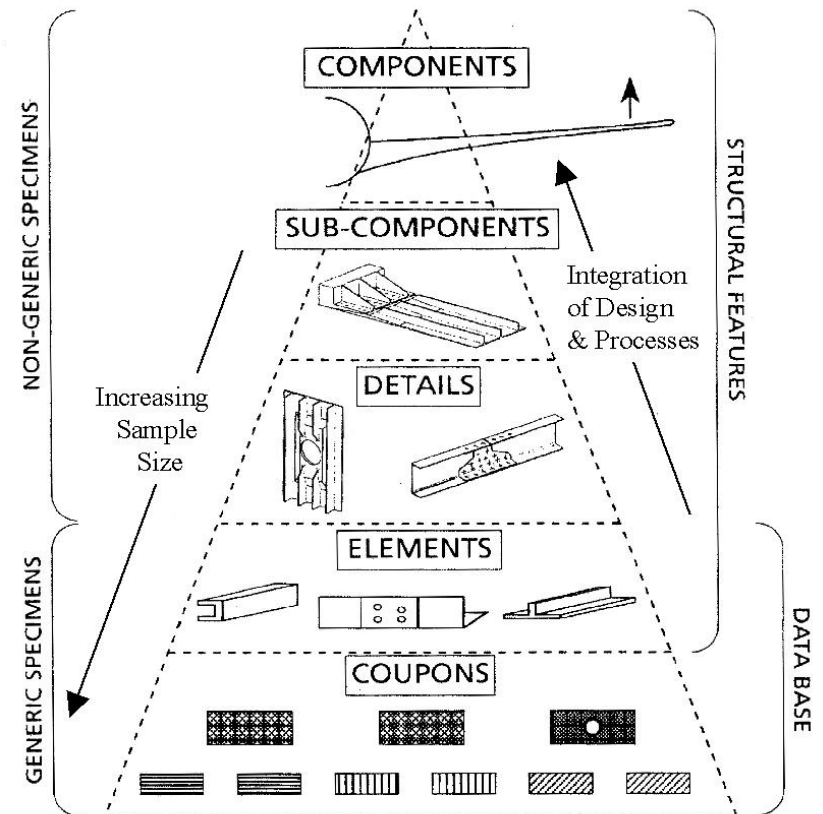 COMPONENTS
NON-GENERIC SPECIMENS
STRUCTURAL FEATURES
SUB-COMPONENTS
Integration
of Design
& Processes
DETAILS
Increasing
Sample
Size
ELEMENTS
GENERIC SPECIMENS
DATA BASE
COUPONS